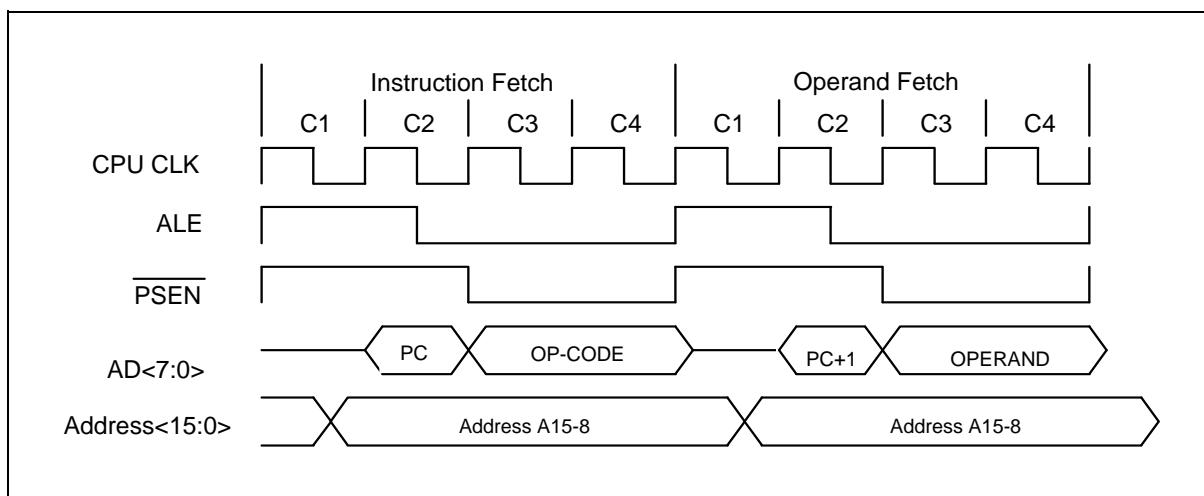 Instruction Fetch Operand Fetch
C1 C2 C3 C4 C1 C2 C3 C4
CPU CLK
ALE
PSEN
AD<7:0> PC OP-CODE PC+1 OPERAND
Address<15:0> Address A15-8 Address A15-8